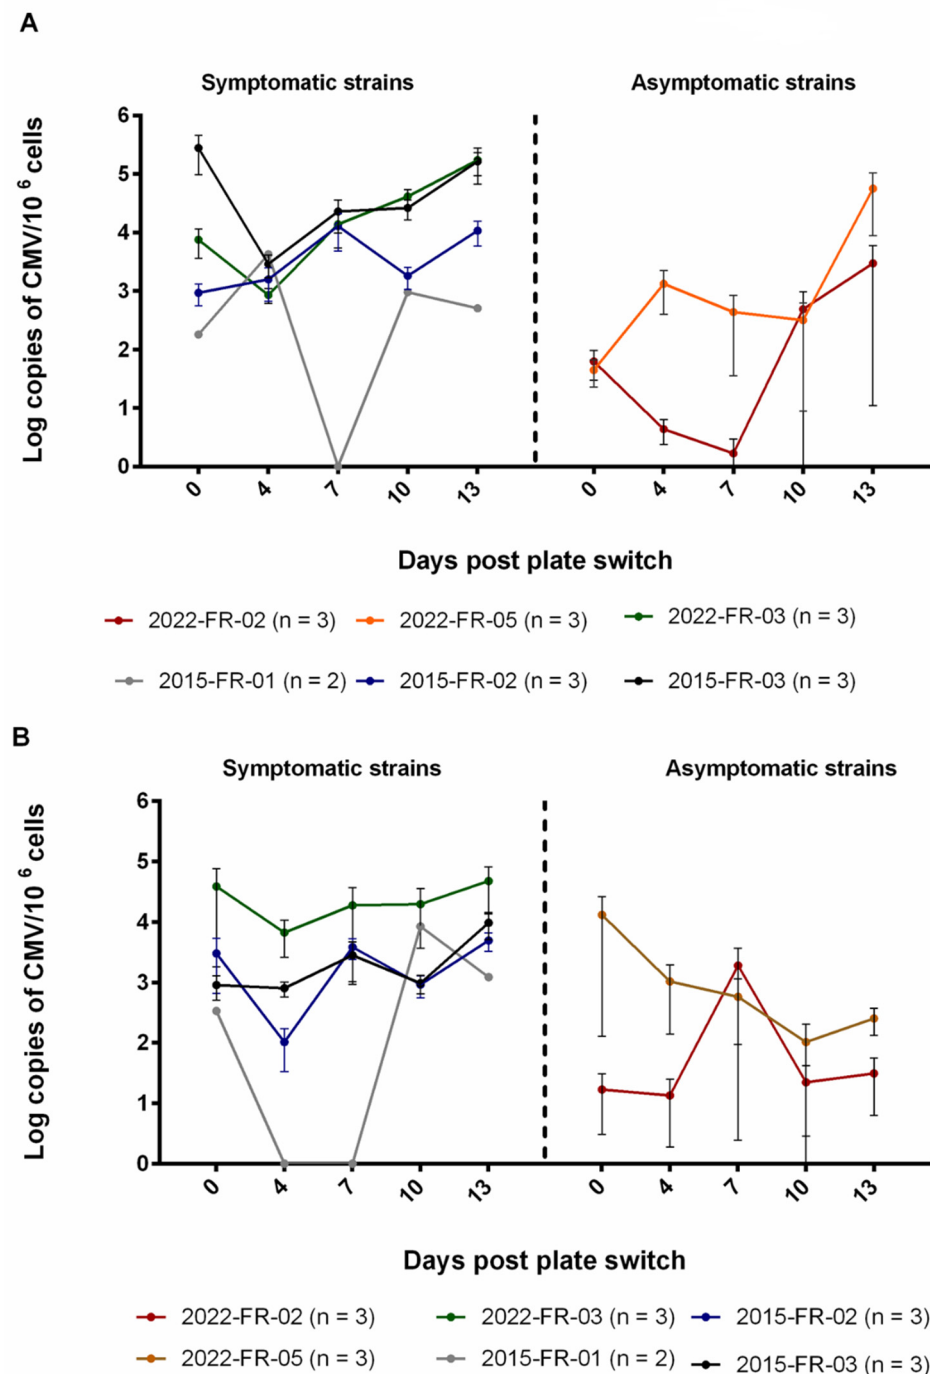 A
Symptomatic strains Asymptomatic strains
Log copies of CMV/10 6 cells
6
5
4
3
2
1
0
0 4 7 10 13 0 4 7 10 13
Days post plate switch
2022-FR-02 (n = 3) 2022-FR-05 (n = 3) 2022-FR-03 (n = 3)
2015-FR-01 (n = 2) 2015-FR-02 (n = 3) 2015-FR-03 (n = 3)
B
Symptomatic strains Asymptomatic strains
Log copies of CMV/10 6 cells
6
5
4
3
2
1
0
0 4 7 10 13 0 4 7 10 13
Days post plate switch
2022-FR-02 (n = 3) 2022-FR-03 (n = 3) 2015-FR-02 (n = 3)
2022-FR-05 (n = 3) 2015-FR-01 (n = 2) 2015-FR-03 (n = 3)